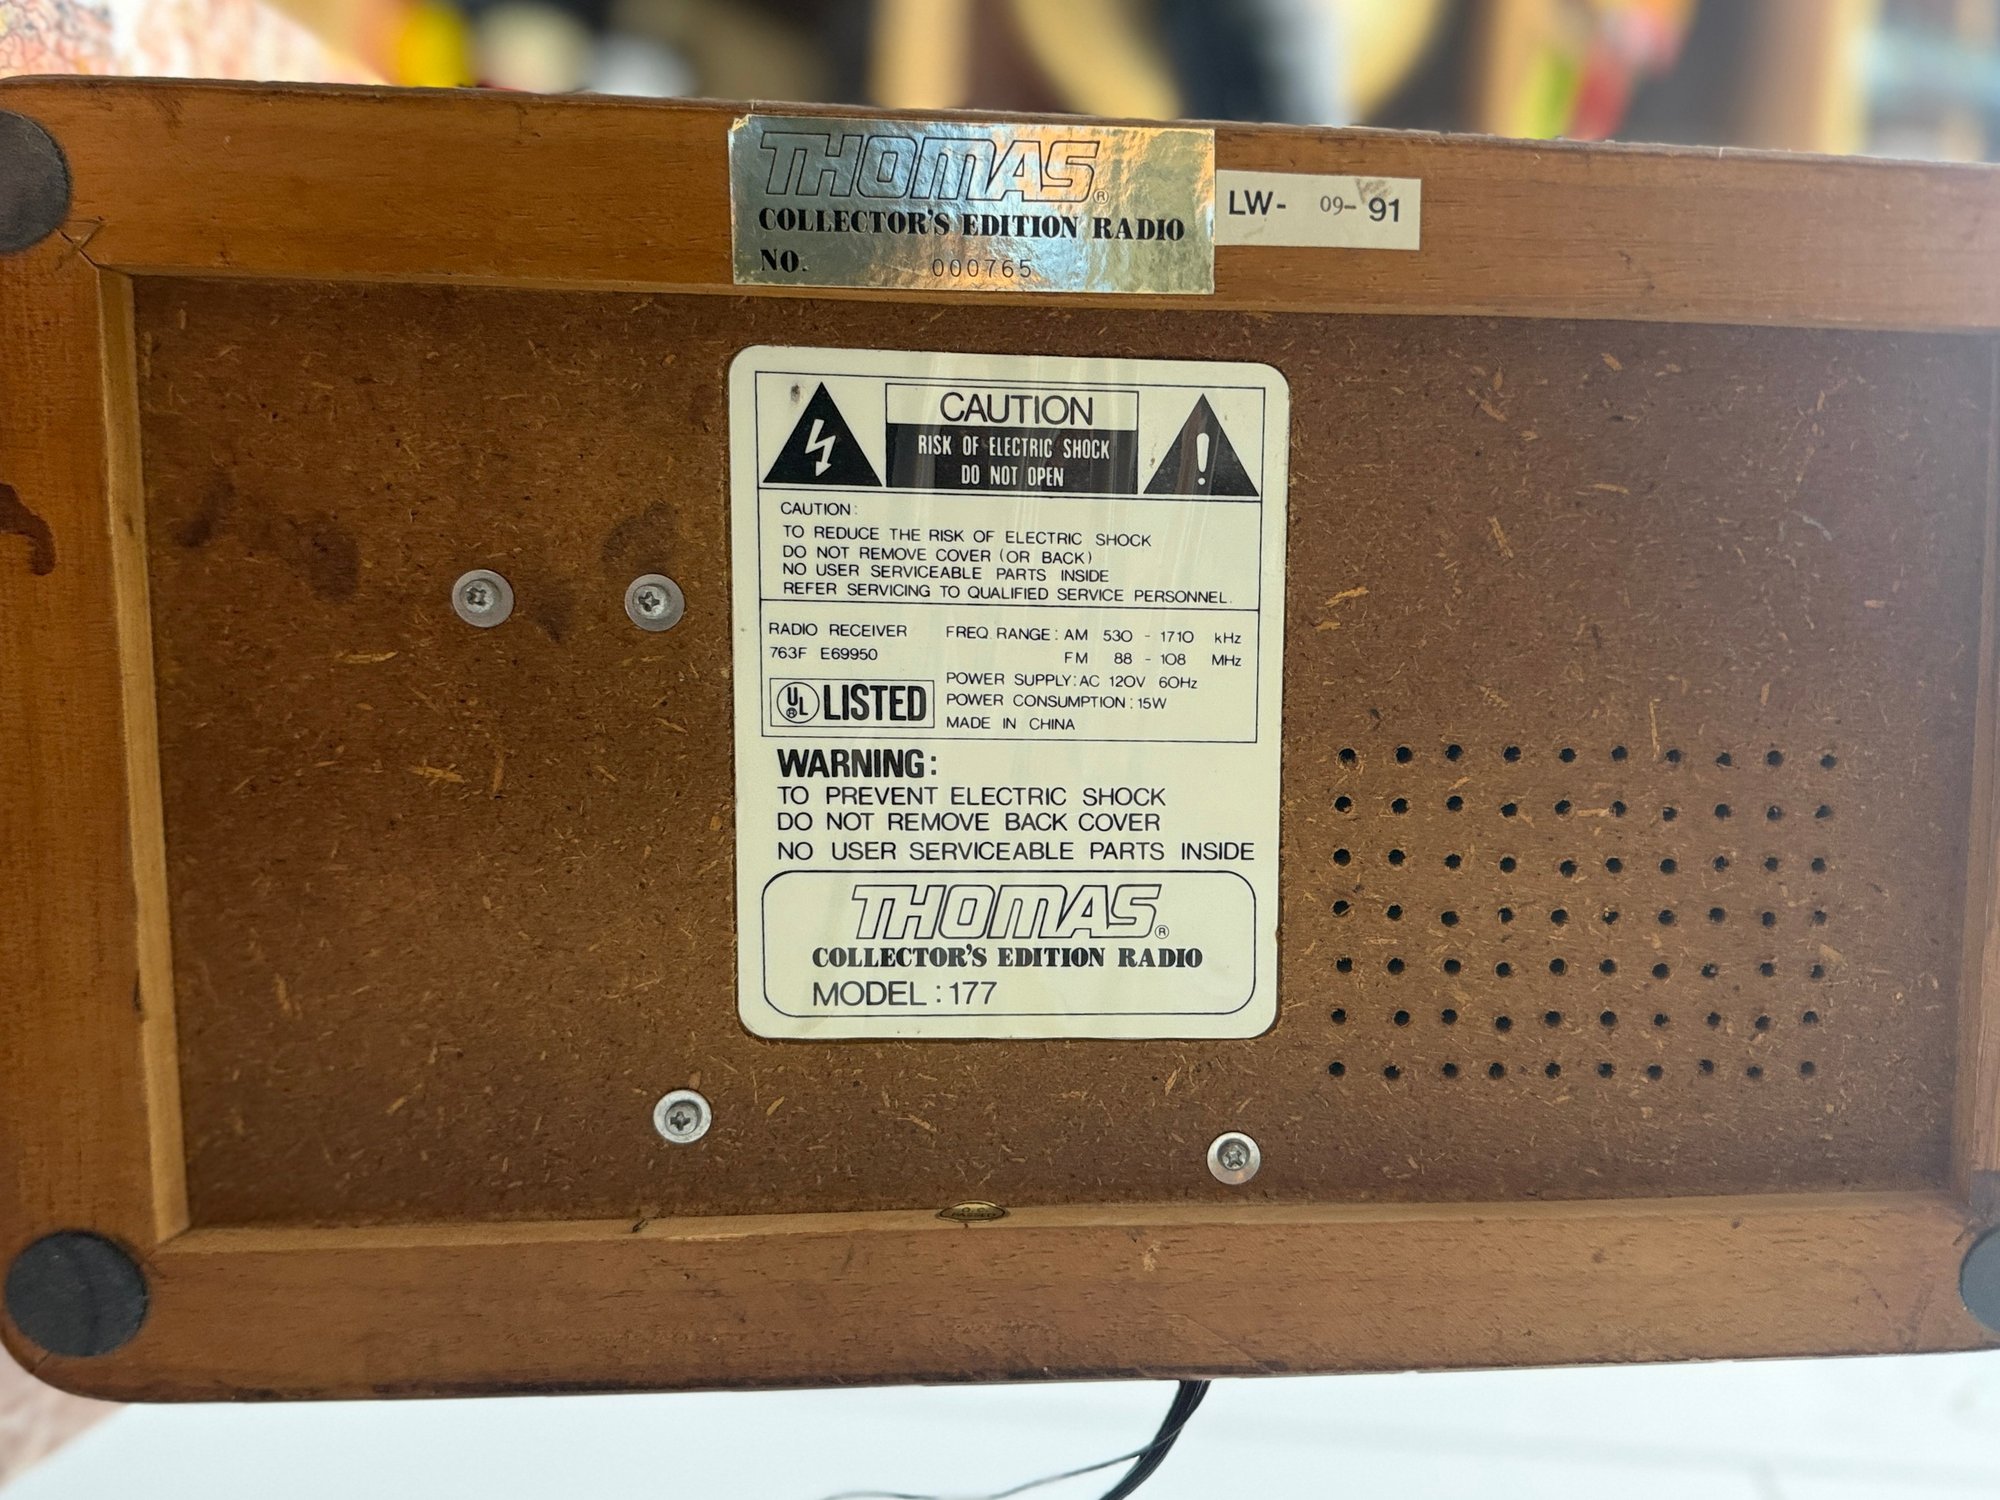 THOMAS®
COLLECTOR'S EDITION RADIO
NO. 000765
LW- 09- 91
CAUTION
RISK OF ELECTRIC SHOCK
DO NOT OPEN
CAUTION:
TO REDUCE THE RISK OF ELECTRIC SHOCK
DO NOT REMOVE COVER (OR BACK)
NO USER SERVICEABLE PARTS INSIDE
REFER SERVICING TO QUALIFIED SERVICE PERSONNEL.
RADIO RECEIVER
763F E69950
UL® LISTED
FREQ. RANGE: AM 530 - 1710 kHz
FM 88 - 108 MHz
POWER SUPPLY: AC 120V 60Hz
POWER CONSUMPTION: 15W
MADE IN CHINA
WARNING:
TO PREVENT ELECTRIC SHOCK
DO NOT REMOVE BACK COVER
NO USER SERVICEABLE PARTS INSIDE
THOMAS®
COLLECTOR'S EDITION RADIO
MODEL: 177